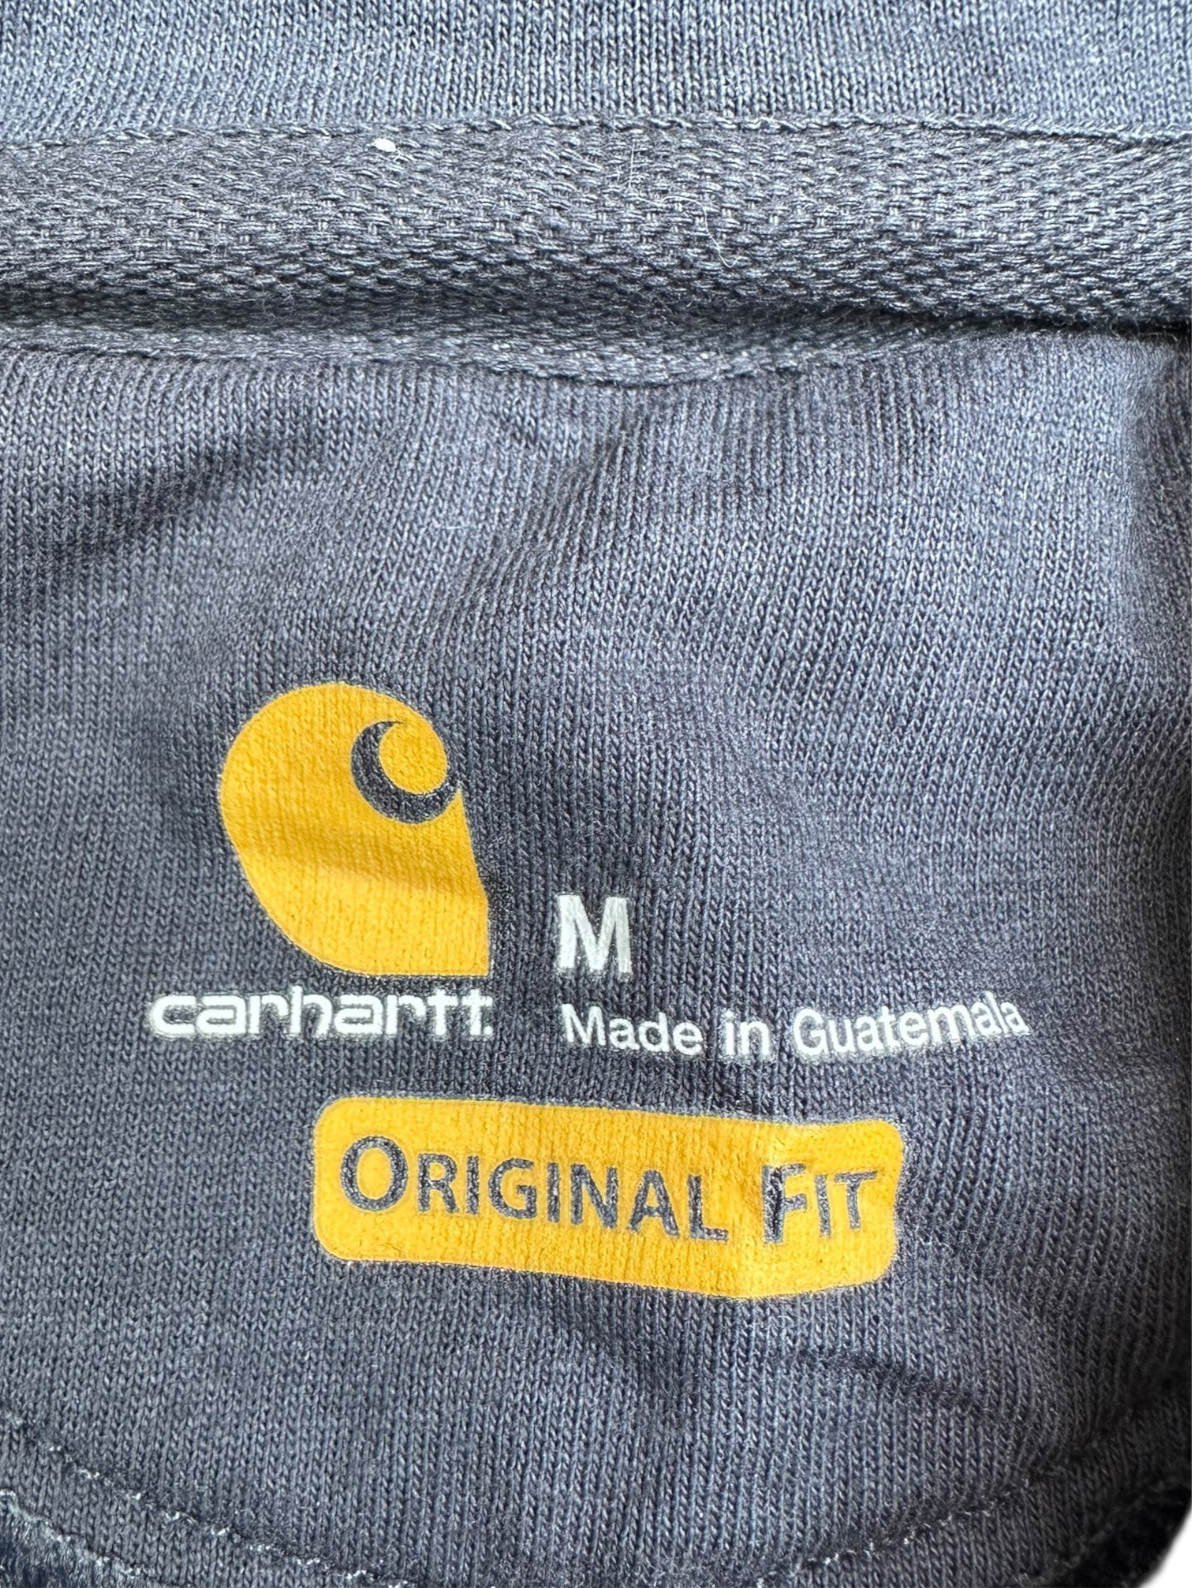 M
carhartt.
Made in Guatemala
ORIGINAL FIT